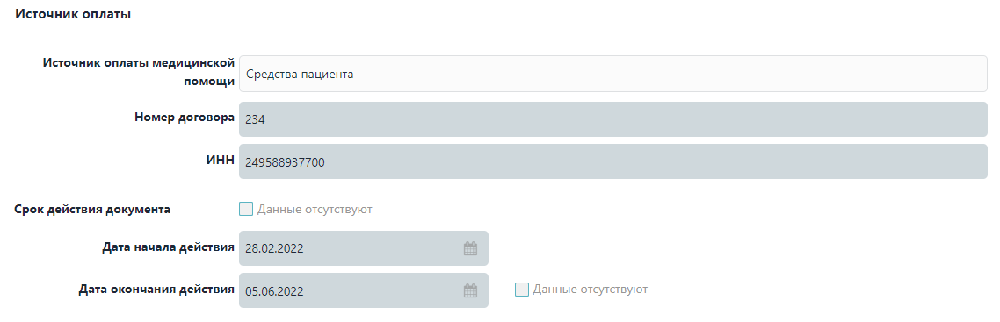 Источник оплаты
Источник оплаты медицинской
помощи
Средства пациента
Номер договора
234
ИНН
249588937700
Срок действия документа
Данные отсутствуют
Дата начала действия
28.02.2022
Дата окончания действия
05.06.2022
Данные отсутствуют